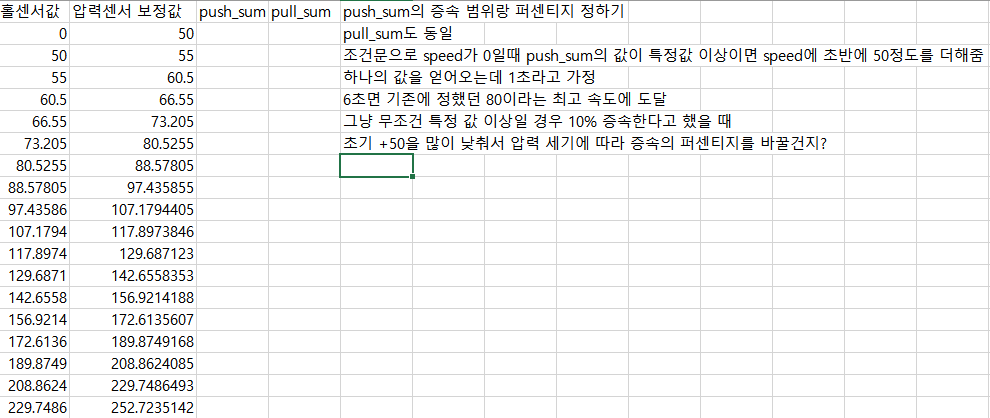 홀센서값 압력센서 보정값 push_sum pull_sum push_sum의 증속 범위랑 퍼센티지 정하기
0 50 pull_sum도 동일
50 55 조건문으로 speed가 0일때 push_sum의 값이 특정값 이상이면 speed에 초반에 50정도를 더해줌
55 60.5 하나의 값을 얻어오는데 1초라고 가정
60.5 66.55 6초면 기존에 정했던 80이라는 최고 속도에 도달
66.55 73.205 그냥 무조건 특정 값 이상일 경우 10% 증속한다고 했을 때
73.205 80.5255 초기 +50을 많이 낮춰서 압력 세기에 따라 증속의 퍼센티지를 바꿀건지?
80.5255 88.57805
88.57805 97.435855
97.43586 107.1794405
107.1794 117.8973846
117.8974 129.687123
129.6871 142.6558353
142.6558 156.9214188
156.9214 172.6135607
172.6136 189.8749168
189.8749 208.8624085
208.8624 229.7486493
229.7486 252.7235142